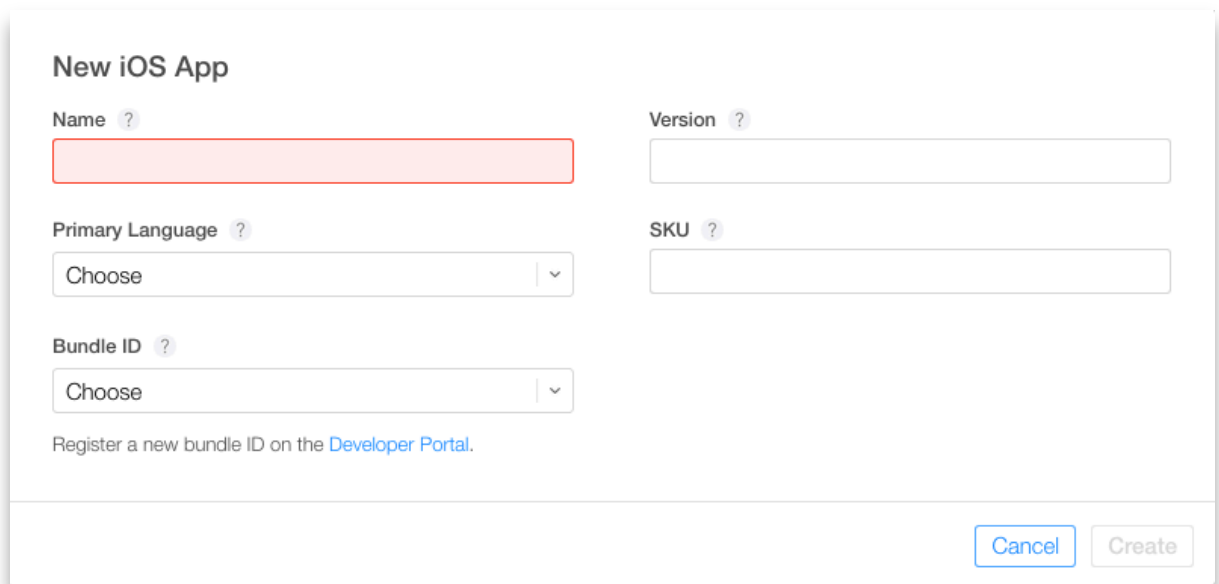 New iOS App
Name ?
Version ?
Primary Language ?
SKU ?
Choose
Bundle ID ?
Choose
Register a new bundle ID on the Developer Portal.
Cancel
Create